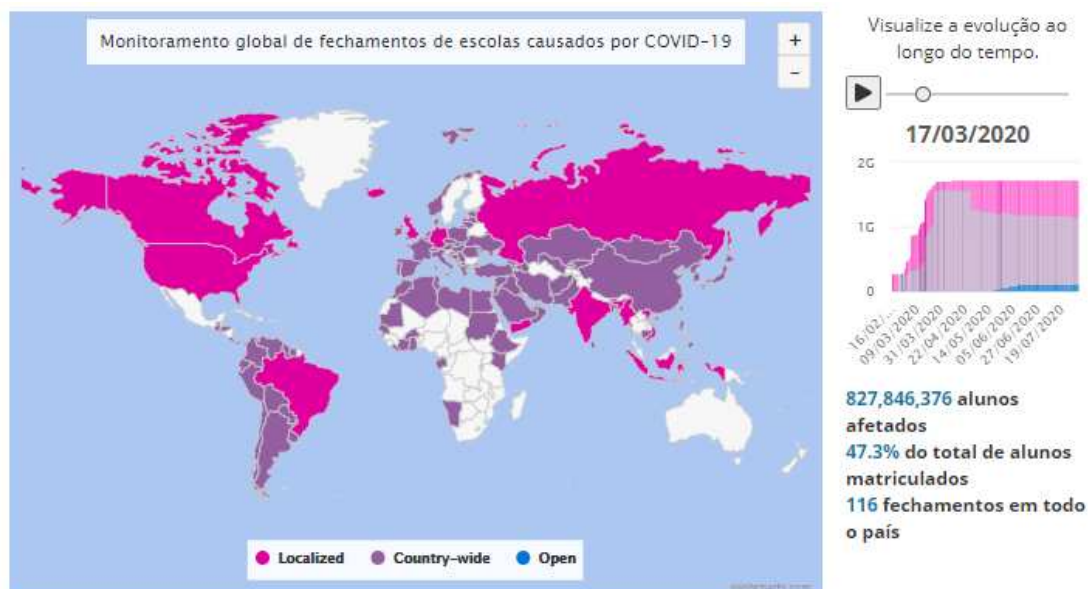 Monitoramento global de fechamentos de escolas causados por COVID-19
+
−
Localized
Country-wide
Open
Visualize a evolução ao
longo do tempo.
17/03/2020
2G
1G
0
16/02/...
09/03/2020
31/03/2020
22/04/2020
14/05/2020
05/06/2020
27/06/2020
19/07/2020
827,846,376 alunos
afetados
47.3% do total de alunos
matriculados
116 fechamentos em todo
o país